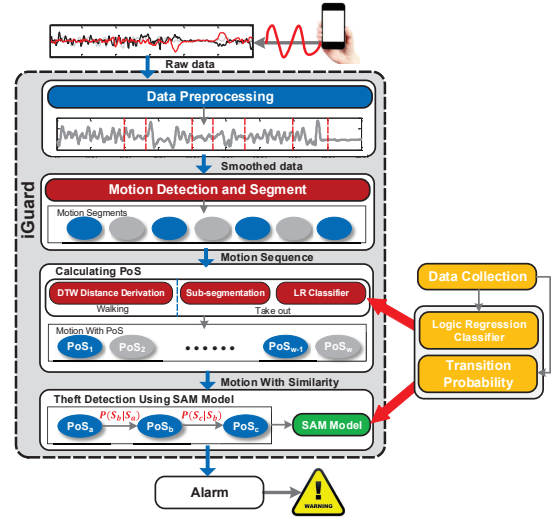 Raw data
iGuard
Data Preprocessing
Smoothed data
Motion Detection and Segment
Motion Segments
Motion Sequence
Calculating PoS
DTW Distance Derivation
Sub-segmentation
LR Classifier
Walking
Take out
Motion With PoS
PoS1
PoS2
......
PoSw-1
PoSw
Motion With Similarity
Theft Detection Using SAM Model
P(Sb|Sa)
P(Sc|Sb)
PoSa
PoSb
PoSc
SAM Model
Alarm
WARNING
Data Collection
Logic Regression
Classifier
Transition
Probability